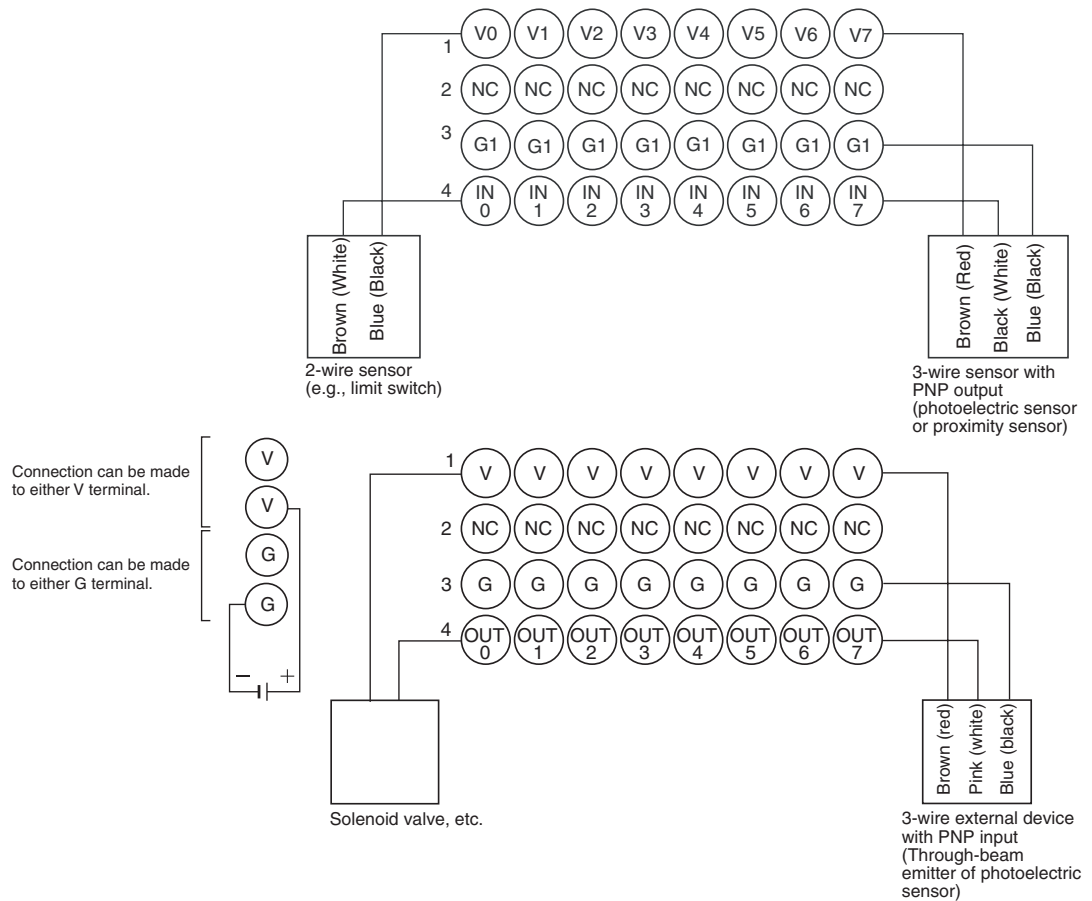 1 V0 V1 V2 V3 V4 V5 V6 V7
2 NC NC NC NC NC NC NC NC
3 G1 G1 G1 G1 G1 G1 G1 G1
4 IN 0 IN 1 IN 2 IN 3 IN 4 IN 5 IN 6 IN 7
Brown (White)
Blue (Black)
2-wire sensor
(e.g., limit switch)
Brown (Red)
Black (White)
Blue (Black)
3-wire sensor with
PNP output
(photoelectric sensor
or proximity sensor)
Connection can be made
to either V terminal.
Connection can be made
to either G terminal.
V
V
G
G
− +
1 V V V V V V V V
2 NC NC NC NC NC NC NC NC
3 G G G G G G G G
4 OUT 0 OUT 1 OUT 2 OUT 3 OUT 4 OUT 5 OUT 6 OUT 7
Solenoid valve, etc.
Brown (red)
Pink (white)
Blue (black)
3-wire external device
with PNP input
(Through-beam
emitter of photoelectric
sensor)